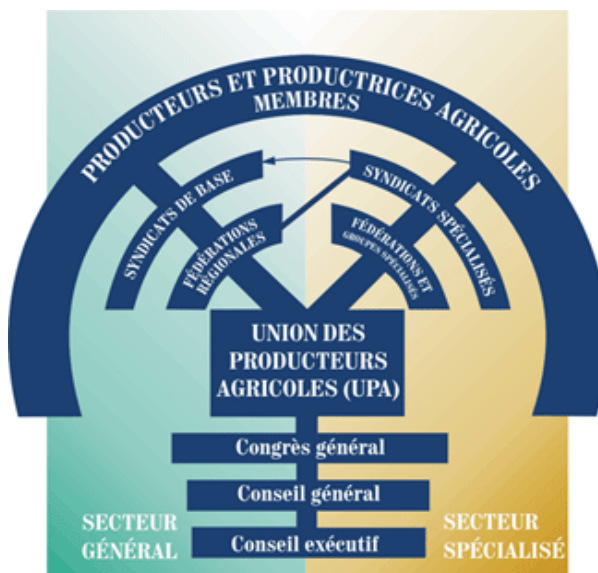 PRODUCTEURS ET PRODUCTRICES AGRICOLES
MEMBRES
SYNDICATS DE BASE
SYNDICATS SPÉCIALISÉS
FÉDÉRATIONS
RÉGIONALES
FÉDÉRATIONS ET
GROUPES SPÉCIALISÉS
UNION DES
PRODUCTEURS
AGRICOLES (UPA)
Congrès général
Conseil général
Conseil exécutif
SECTEUR
GÉNÉRAL
SECTEUR
SPÉCIALISÉ